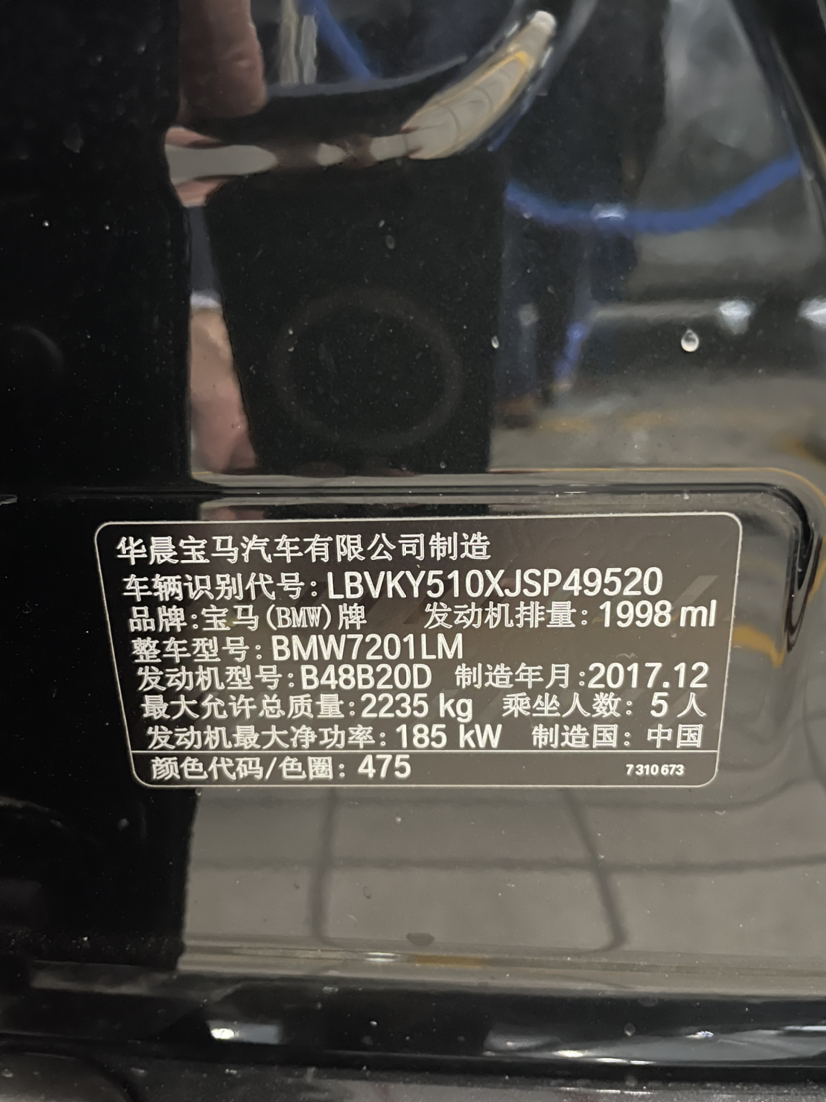 华晨宝马汽车有限公司制造
车辆识别代号: LBVKY510XJSP49520
品牌:宝马(BMW)牌 发动机排量: 1998 ml
整车型号: BMW7201LM
发动机型号: B48B20D 制造年月:2017.12
最大允许总质量: 2235 kg 乘坐人数: 5 人
发动机最大净功率: 185 kW 制造国: 中国
颜色代码/色圈: 475 7 310 673